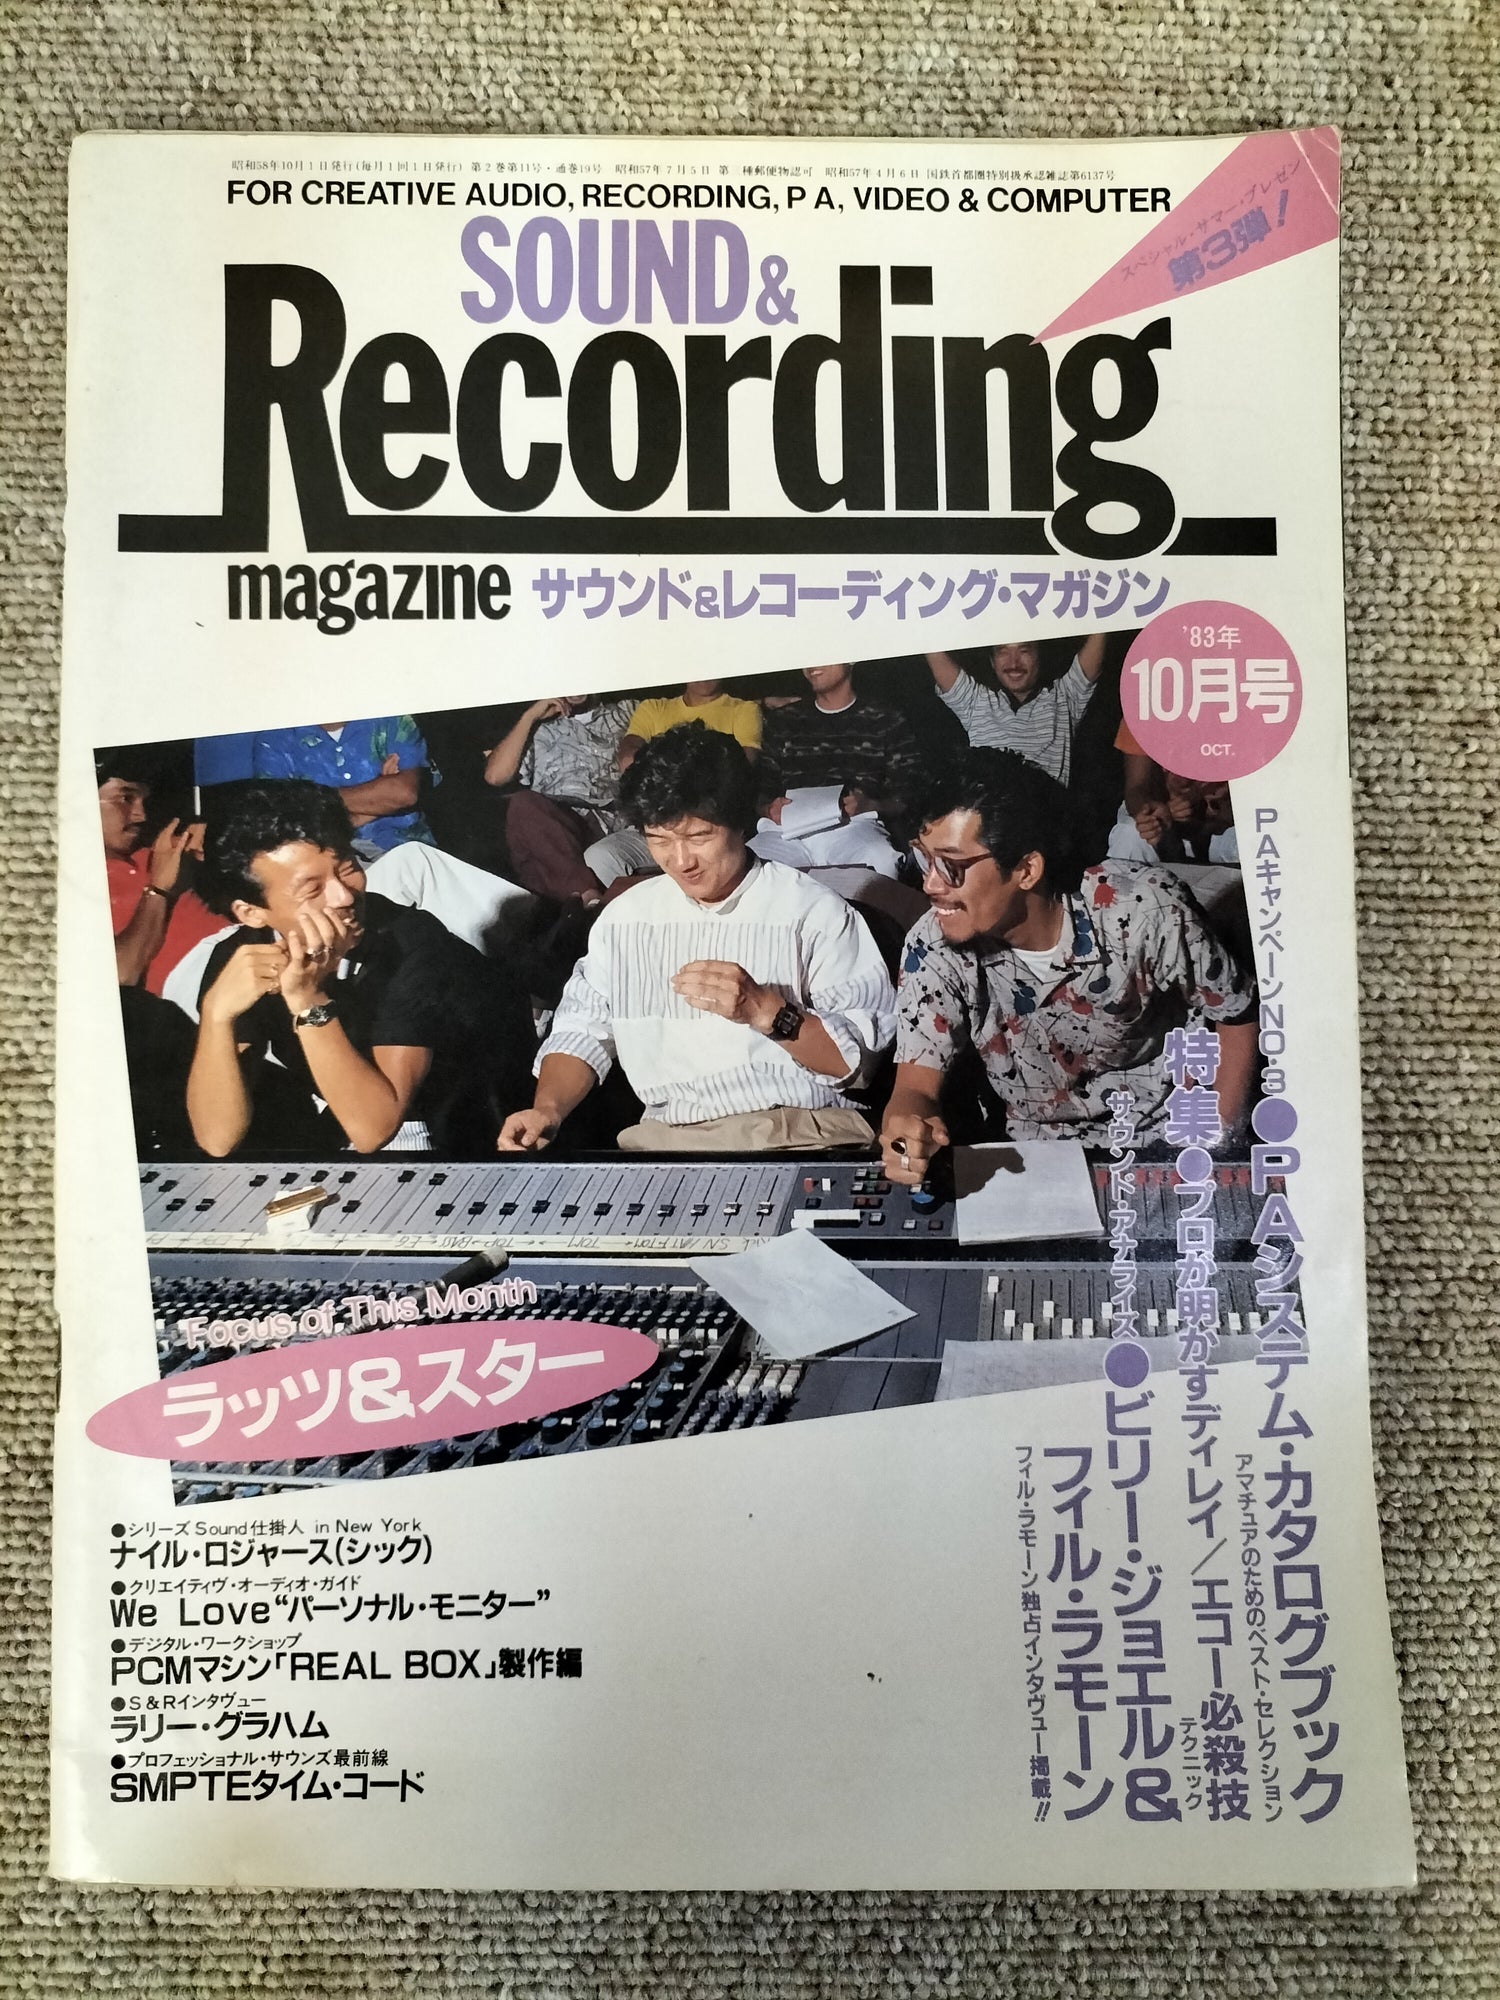 昭和58年10月1日発行(毎月1回1日発行) 第2巻第11号・通巻19号 昭和57年7月5日 第三種郵便物認可 昭和57年4月6日 国鉄首都圏特別扱承認雑誌第6137号
FOR CREATIVE AUDIO, RECORDING, P A, VIDEO & COMPUTER
スペシャル・サマー・プレゼン
第3弾!
SOUND &
Recording
magazine サウンド&レコーディング・マガジン
'83年
10月号
OCT.
PAキャンペーンNO.3●PAシステム・カタログブック
アマチュアのためのベスト・セレクション
特集●プロが明かすディレイ/エコー必殺技
テクニック
サウンド・アナライズ●ビリー・ジョエル&
フィル・ラモーン
フィル・ラモーン独占インタヴュー掲載!!
Focus of This Month
ラッツ&スター
●シリーズSound仕掛人 in New York
ナイル・ロジャース(シック)
●クリエイティヴ・オーディオ・ガイド
We Love“パーソナル・モニター”
●デジタル・ワークショップ
PCMマシン「REAL BOX」製作編
●S&Rインタヴュー
ラリー・グラハム
●プロフェッショナル・サウンズ最前線
SMPTEタイム・コード